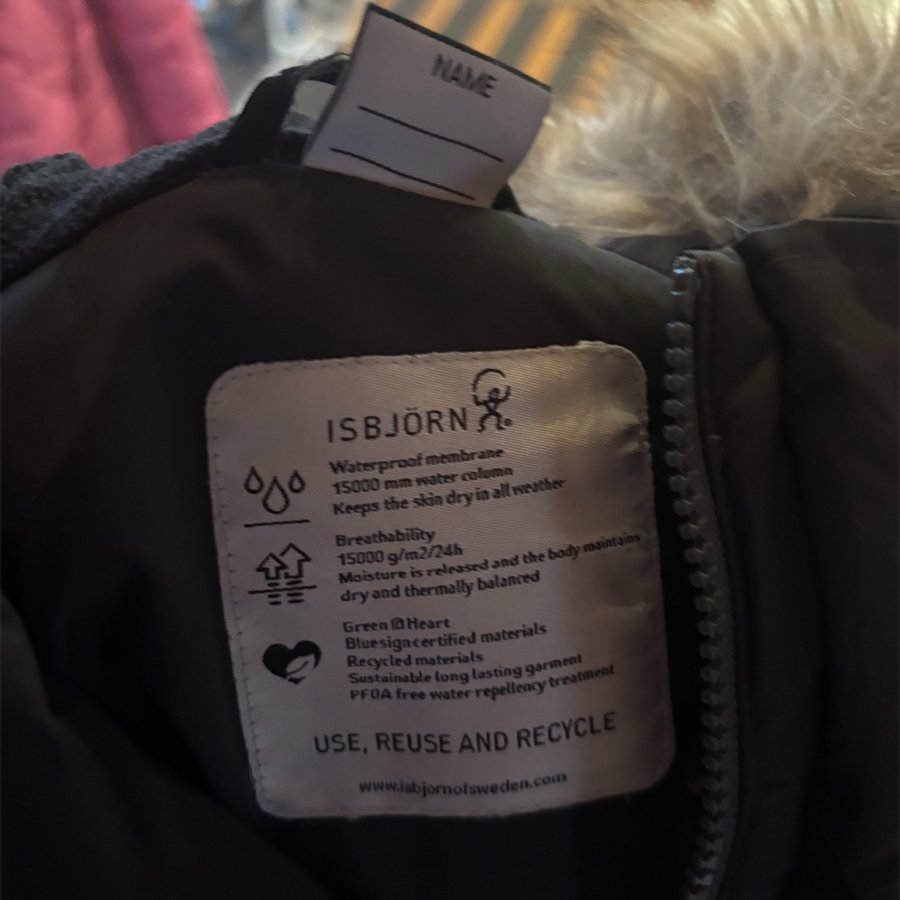 NAME
ISBJÖRN
Waterproof membrane
15000 mm water column
Keeps the skin dry in all weather
Breathability
15000 g/m2/24h
Moisture is released and the body maintains
dry and thermally balanced
Green @ Heart
Bluesign certified materials
Recycled materials
Sustainable long lasting garment
PFOA free water repellency treatment
USE, REUSE AND RECYCLE
www.isbjornofsweden.com